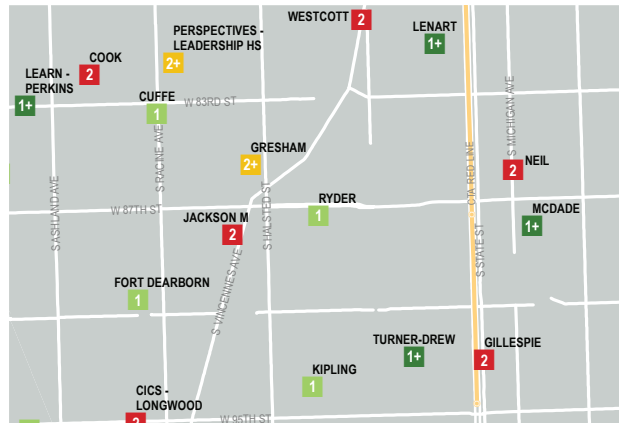 WESTCOTT
2
PERSPECTIVES -
LEADERSHIP HS
2+
LENART
1+
COOK
2
LEARN -
PERKINS
1+
CUFFE
1
W 83RD ST
S RACINE AVE
S MICHIGAN AVE
CTA RED LINE
GRESHAM
2+
NEIL
2
S ASHLAND AVE
S HALSTED ST
W 87TH ST
RYDER
1
MCDADE
1+
JACKSON M
2
S STATE ST
S VINCENNES AVE
FORT DEARBORN
1
TURNER-DREW
1+
GILLESPIE
2
KIPLING
1
CICS -
LONGWOOD
2
W 95TH ST